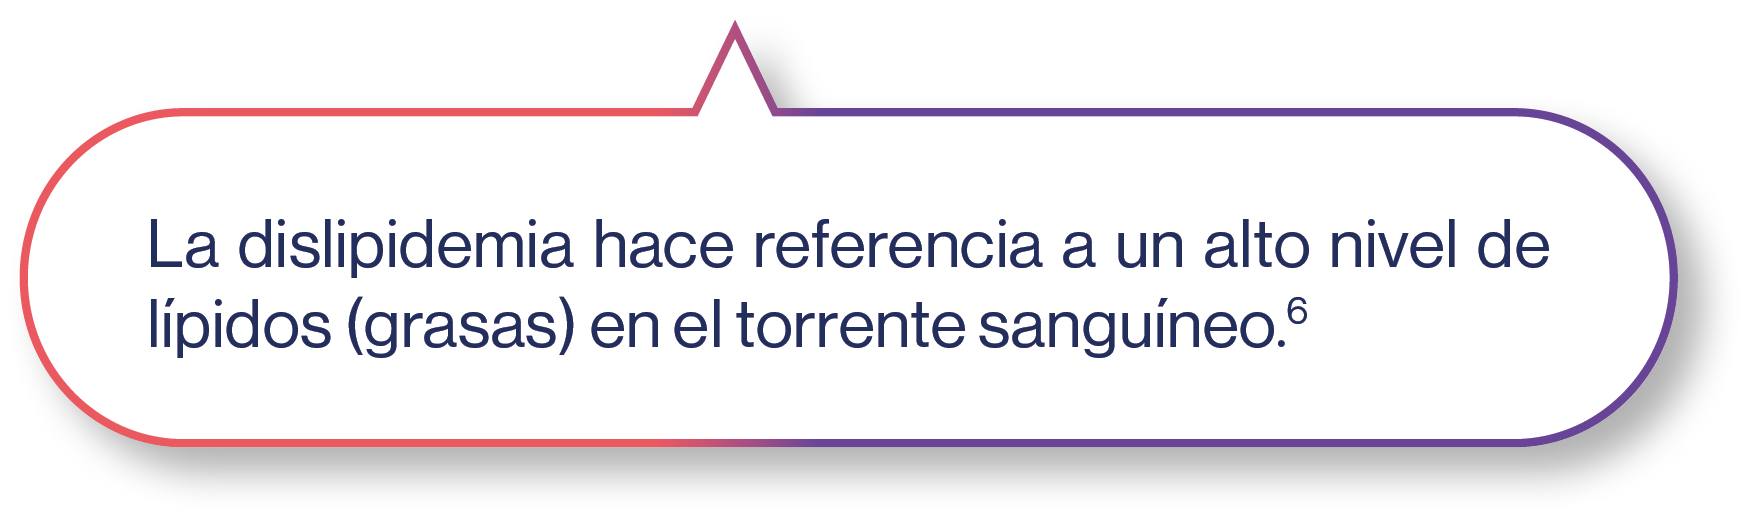 La dislipidemia hace referencia a un alto nivel de
lípidos (grasas) en el torrente sanguíneo.⁶